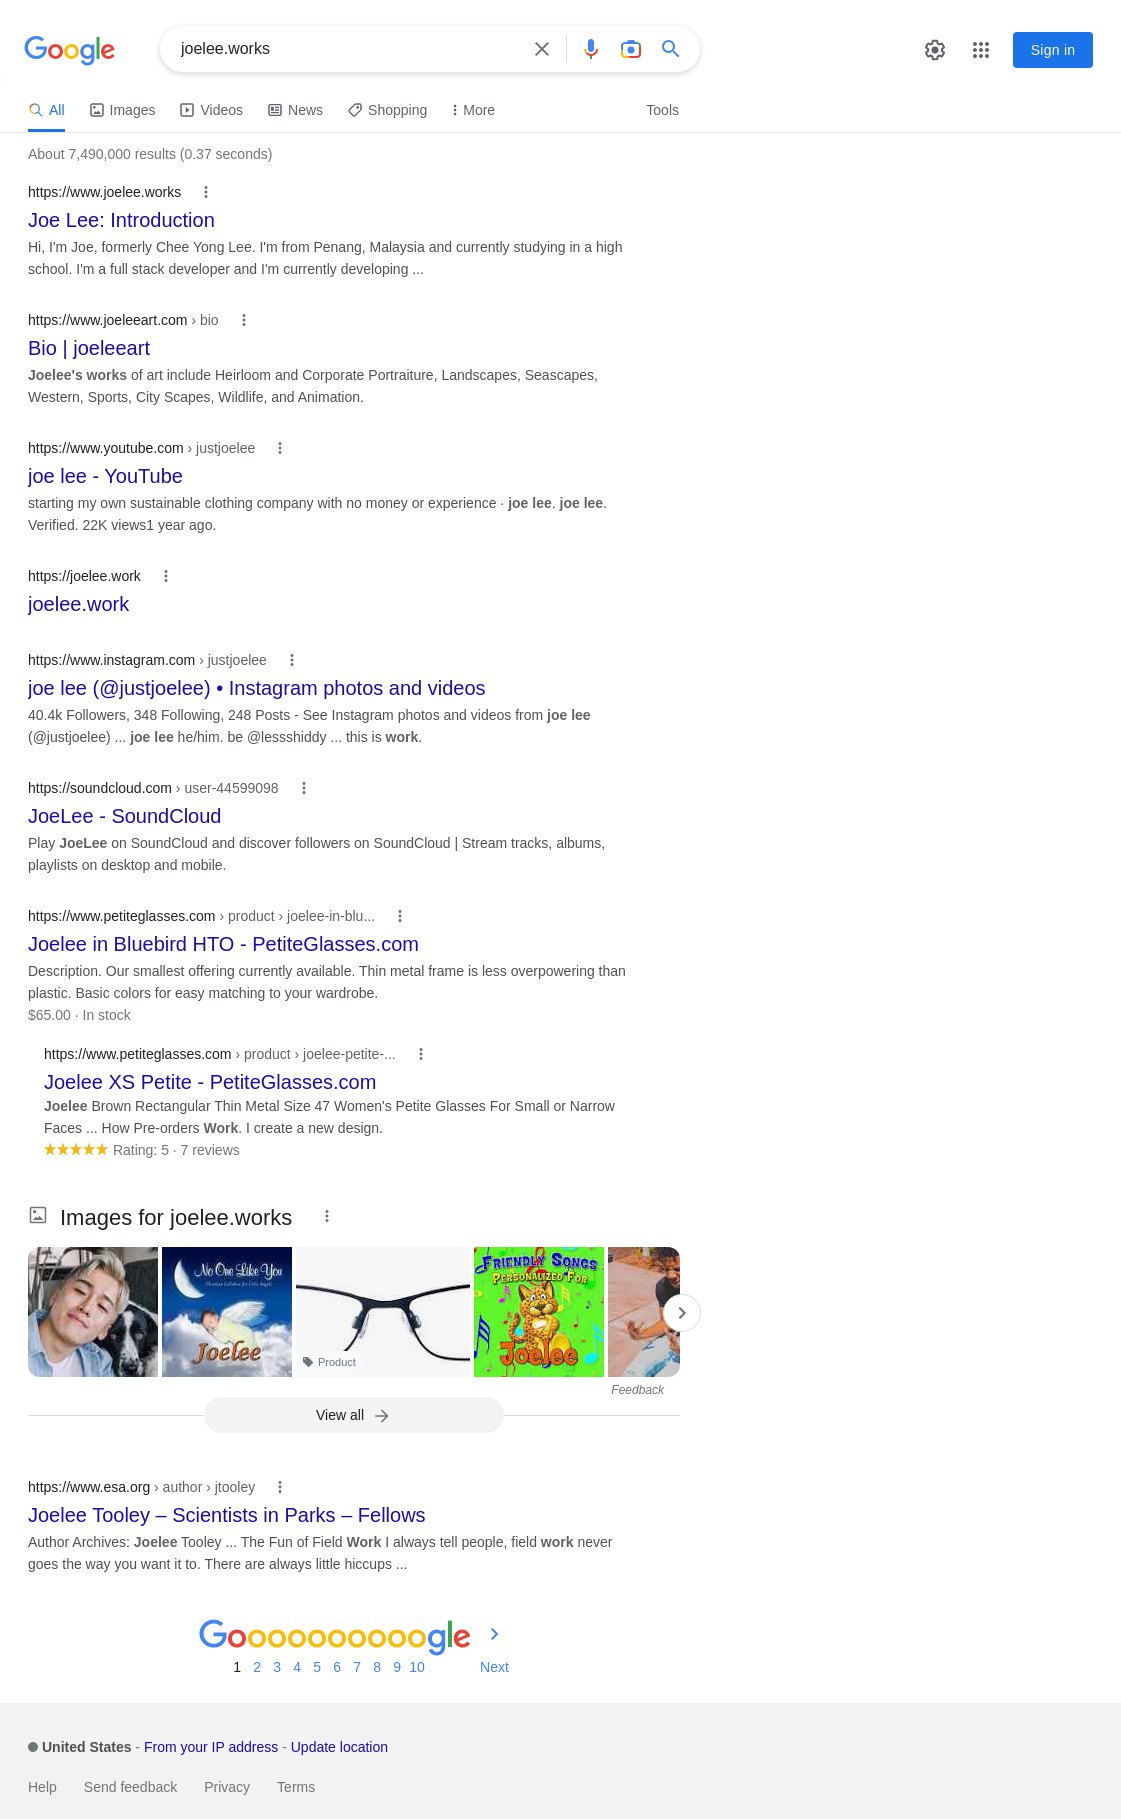 Google
joelee.works
Sign in
All
Images
Videos
News
Shopping
More
Tools
About 7,490,000 results (0.37 seconds)
https://www.joelee.works
Joe Lee: Introduction
Hi, I'm Joe, formerly Chee Yong Lee. I'm from Penang, Malaysia and currently studying in a high
school. I'm a full stack developer and I'm currently developing ...
https://www.joeleeart.com › bio
Bio | joeleeart
Joelee's works of art include Heirloom and Corporate Portraiture, Landscapes, Seascapes,
Western, Sports, City Scapes, Wildlife, and Animation.
https://www.youtube.com › justjoelee
joe lee - YouTube
starting my own sustainable clothing company with no money or experience · joe lee. joe lee.
Verified. 22K views1 year ago.
https://joelee.work
joelee.work
https://www.instagram.com › justjoelee
joe lee (@justjoelee) • Instagram photos and videos
40.4k Followers, 348 Following, 248 Posts - See Instagram photos and videos from joe lee
(@justjoelee) ... joe lee he/him. be @lessshiddy ... this is work.
https://soundcloud.com › user-44599098
JoeLee - SoundCloud
Play JoeLee on SoundCloud and discover followers on SoundCloud | Stream tracks, albums,
playlists on desktop and mobile.
https://www.petiteglasses.com › product › joelee-in-blu...
Joelee in Bluebird HTO - PetiteGlasses.com
Description. Our smallest offering currently available. Thin metal frame is less overpowering than
plastic. Basic colors for easy matching to your wardrobe.
$65.00 · In stock
https://www.petiteglasses.com › product › joelee-petite-...
Joelee XS Petite - PetiteGlasses.com
Joelee Brown Rectangular Thin Metal Size 47 Women's Petite Glasses For Small or Narrow
Faces ... How Pre-orders Work. I create a new design.
Rating: 5 · 7 reviews
Images for joelee.works
No One Like You
Joelee
Product
FRIENDLY SONGS
PERSONALIZED FOR
Joelee
Feedback
View all
https://www.esa.org › author › jtooley
Joelee Tooley – Scientists in Parks – Fellows
Author Archives: Joelee Tooley ... The Fun of Field Work I always tell people, field work never
goes the way you want it to. There are always little hiccups ...
Goooooooooogle
1 2 3 4 5 6 7 8 9 10 Next
United States - From your IP address - Update location
Help Send feedback Privacy Terms